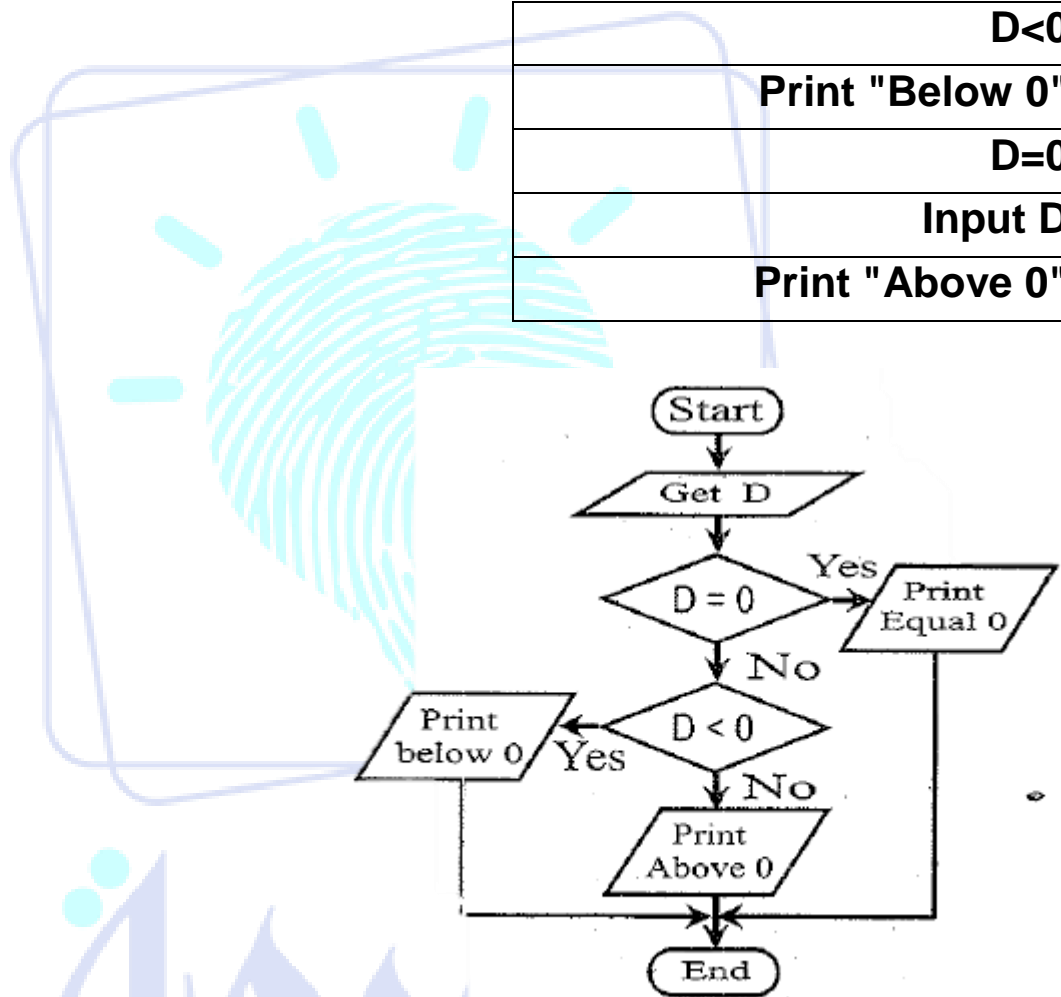 D<0
Print "Below 0"
D=0
Input D
Print "Above 0"
Start
Get D
D = 0
Yes
Print
Equal 0
No
D < 0
Yes
Print
below 0
No
Print
Above 0
End